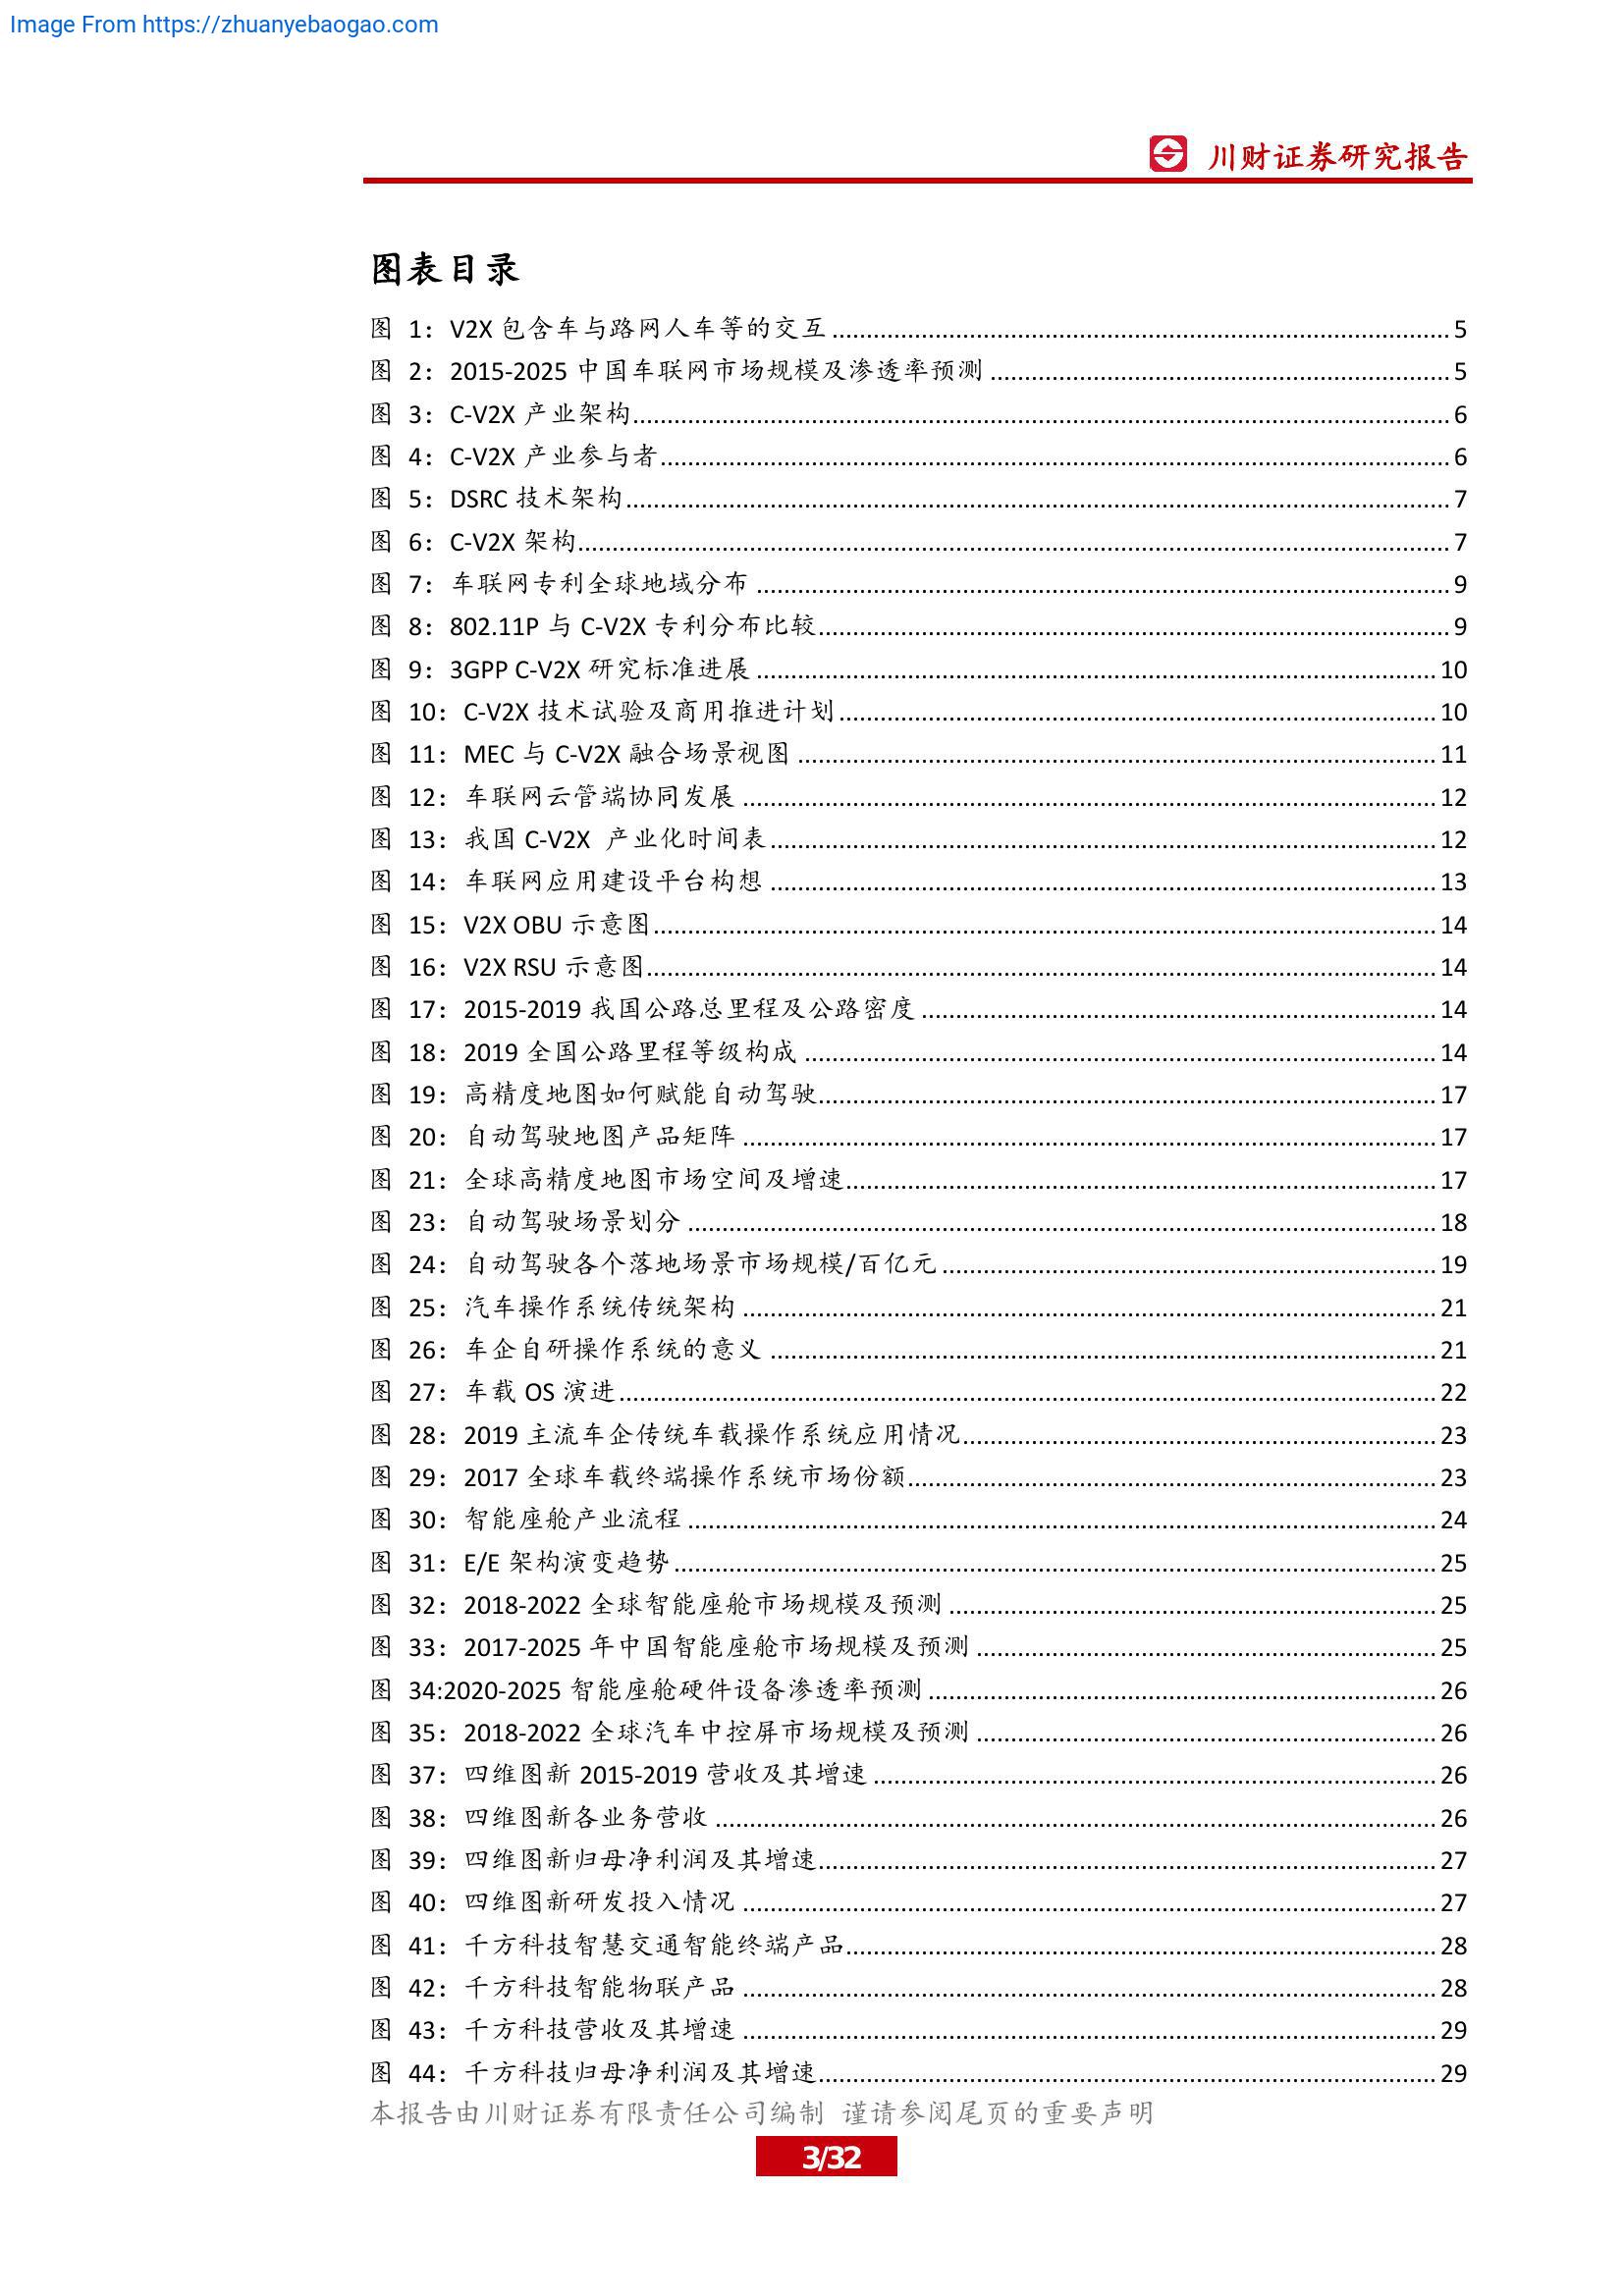 Image From https://zhuanyebaogao.com
川财证券研究报告
图表目录
图 1：V2X 包含车与路网人车等的交互 5
图 2：2015-2025 中国车联网市场规模及渗透率预测 5
图 3：C-V2X 产业架构 6
图 4：C-V2X 产业参与者 6
图 5：DSRC 技术架构 7
图 6：C-V2X 架构 7
图 7：车联网专利全球地域分布 9
图 8：802.11P 与 C-V2X 专利分布比较 9
图 9：3GPP C-V2X 研究标准进展 10
图 10：C-V2X 技术试验及商用推进计划 10
图 11：MEC 与 C-V2X 融合场景视图 11
图 12：车联网云管端协同发展 12
图 13：我国 C-V2X 产业化时间表 12
图 14：车联网应用建设平台构想 13
图 15：V2X OBU 示意图 14
图 16：V2X RSU 示意图 14
图 17：2015-2019 我国公路总里程及公路密度 14
图 18：2019 全国公路里程等级构成 14
图 19：高精度地图如何赋能自动驾驶 17
图 20：自动驾驶地图产品矩阵 17
图 21：全球高精度地图市场空间及增速 17
图 23：自动驾驶场景划分 18
图 24：自动驾驶各个落地场景市场规模/百亿元 19
图 25：汽车操作系统传统架构 21
图 26：车企自研操作系统的意义 21
图 27：车载 OS 演进 22
图 28：2019 主流车企传统车载操作系统应用情况 23
图 29：2017 全球车载终端操作系统市场份额 23
图 30：智能座舱产业流程 24
图 31：E/E 架构演变趋势 25
图 32：2018-2022 全球智能座舱市场规模及预测 25
图 33：2017-2025 年中国智能座舱市场规模及预测 25
图 34:2020-2025 智能座舱硬件设备渗透率预测 26
图 35：2018-2022 全球汽车中控屏市场规模及预测 26
图 37：四维图新 2015-2019 营收及其增速 26
图 38：四维图新各业务营收 26
图 39：四维图新归母净利润及其增速 27
图 40：四维图新研发投入情况 27
图 41：千方科技智慧交通智能终端产品 28
图 42：千方科技智能物联产品 28
图 43：千方科技营收及其增速 29
图 44：千方科技归母净利润及其增速 29
本报告由川财证券有限责任公司编制 谨请参阅尾页的重要声明
3/32